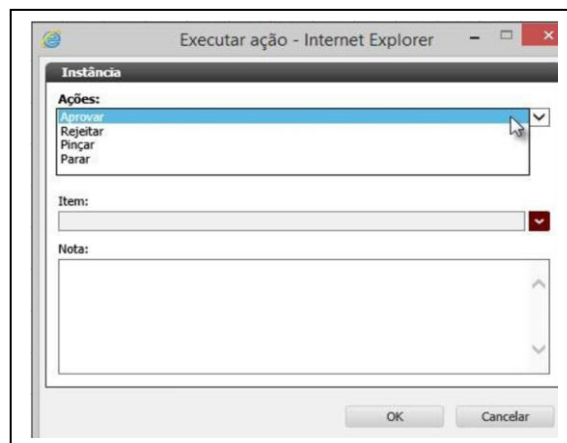 Executar ação - Internet Explorer
Instância
Ações:
Aprovar
Rejeitar
Pinçar
Parar
Item:
Nota:
OK Cancelar